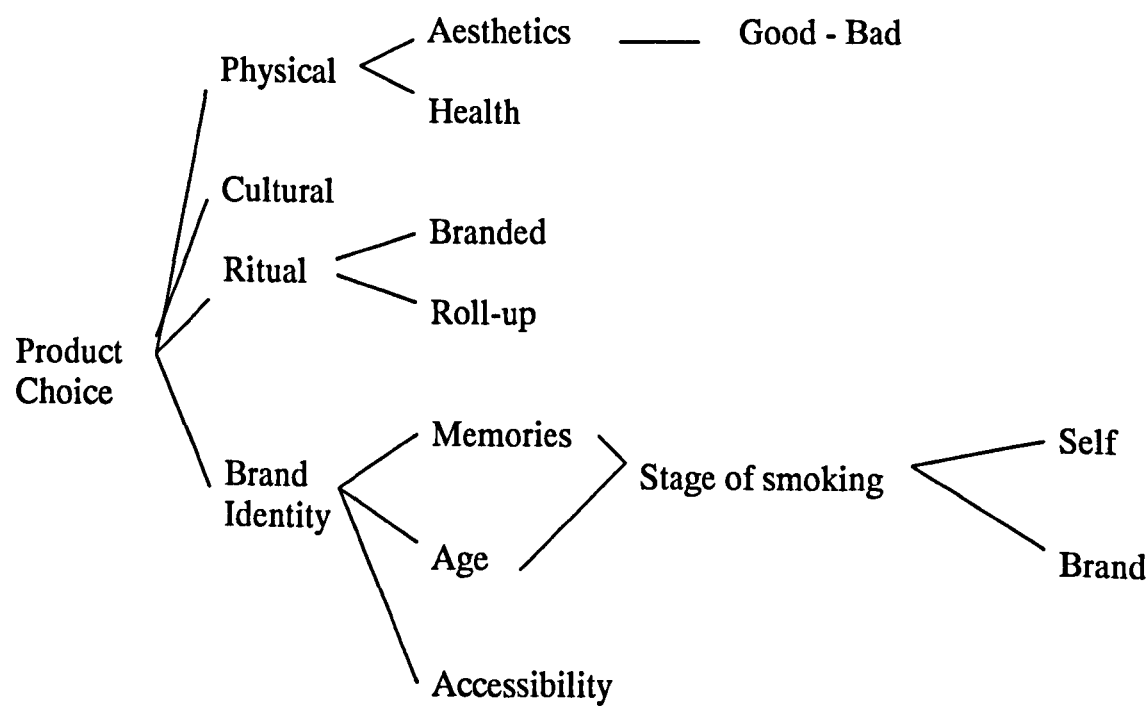 Aesthetics
Good - Bad
Physical
Health
Cultural
Branded
Ritual
Roll-up
Product
Choice
Memories
Self
Brand
Identity
Stage of smoking
Age
Brand
Accessibility